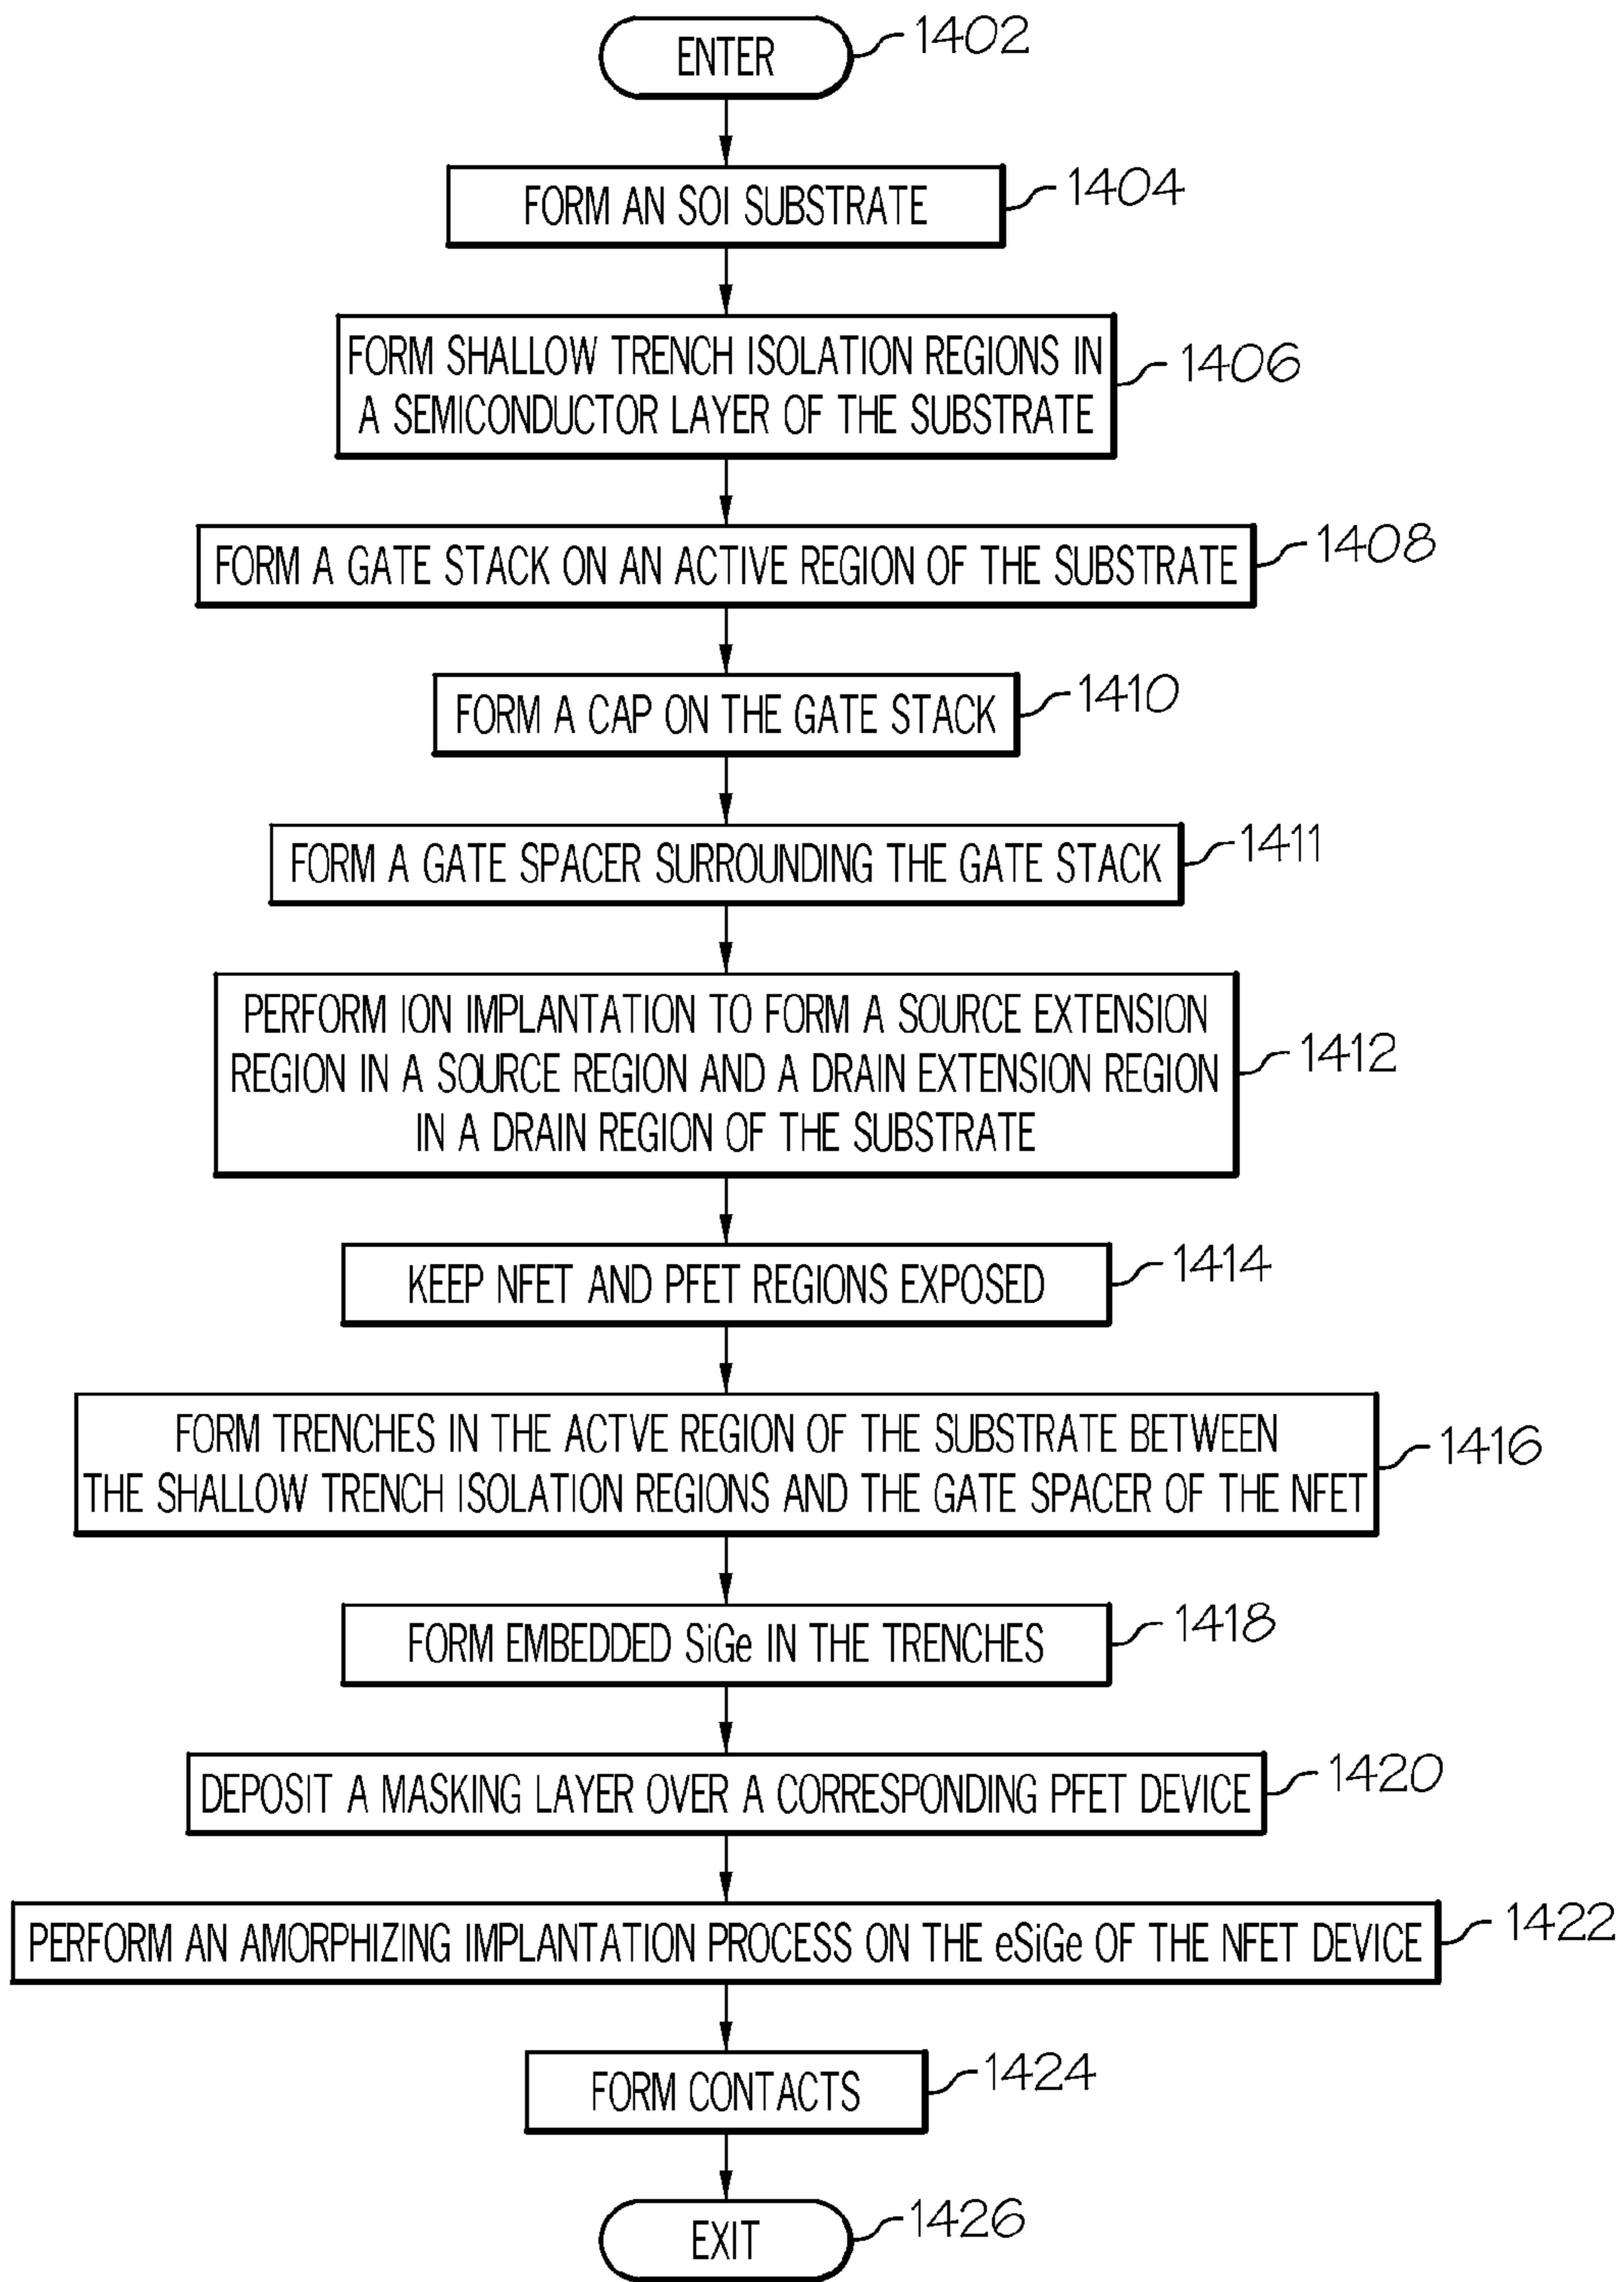 ENTER
1402
FORM AN SOI SUBSTRATE
1404
FORM SHALLOW TRENCH ISOLATION REGIONS IN
A SEMICONDUCTOR LAYER OF THE SUBSTRATE
1406
FORM A GATE STACK ON AN ACTIVE REGION OF THE SUBSTRATE
1408
FORM A CAP ON THE GATE STACK
1410
FORM A GATE SPACER SURROUNDING THE GATE STACK
1411
PERFORM ION IMPLANTATION TO FORM A SOURCE EXTENSION
REGION IN A SOURCE REGION AND A DRAIN EXTENSION REGION
IN A DRAIN REGION OF THE SUBSTRATE
1412
KEEP NFET AND PFET REGIONS EXPOSED
1414
FORM TRENCHES IN THE ACTVE REGION OF THE SUBSTRATE BETWEEN
THE SHALLOW TRENCH ISOLATION REGIONS AND THE GATE SPACER OF THE NFET
1416
FORM EMBEDDED SiGe IN THE TRENCHES
1418
DEPOSIT A MASKING LAYER OVER A CORRESPONDING PFET DEVICE
1420
PERFORM AN AMORPHIZING IMPLANTATION PROCESS ON THE eSiGe OF THE NFET DEVICE
1422
FORM CONTACTS
1424
EXIT
1426